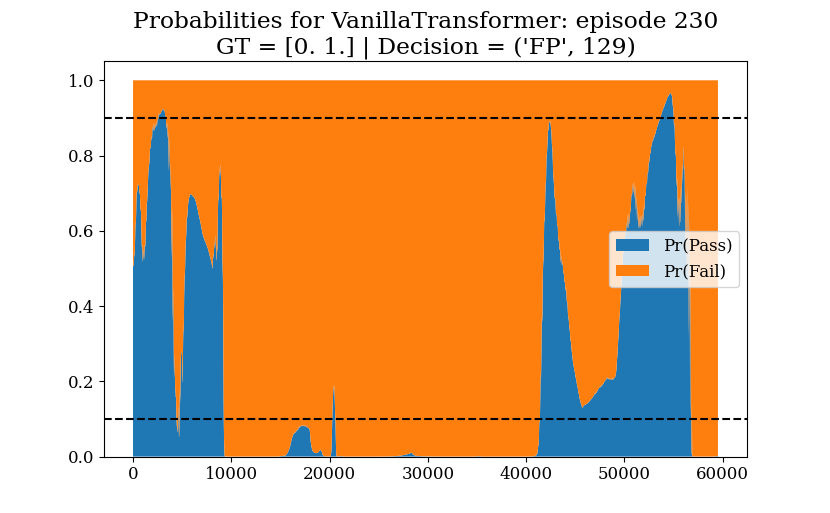 Probabilities for VanillaTransformer: episode 230
GT = [0. 1.] | Decision = ('FP', 129)
1.0
0.8
0.6
0.4
0.2
0.0
Pr(Pass)
Pr(Fail)
0 10000 20000 30000 40000 50000 60000